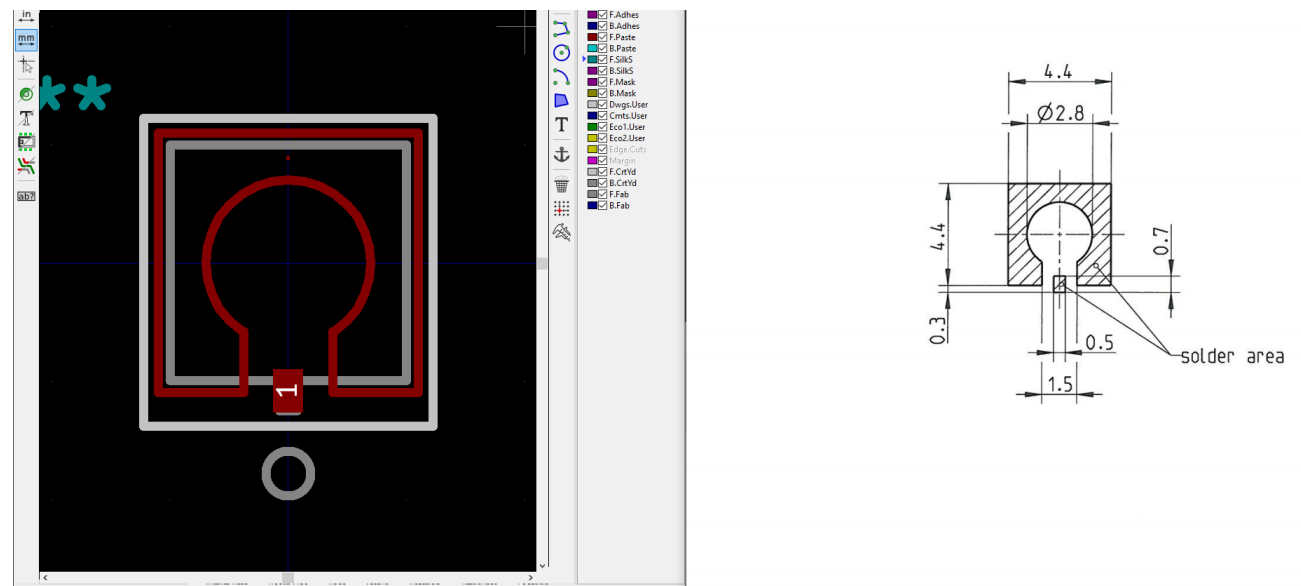 in
mm
ab?
**
1
T
F.Adhes
B.Adhes
F.Paste
B.Paste
F.SilkS
B.SilkS
F.Mask
B.Mask
Dwgs.User
Cmts.User
Eco1.User
Eco2.User
Edge.Cuts
Margin
F.CrtYd
B.CrtYd
F.Fab
B.Fab
4.4
Ø2.8
4.4
0.7
0.3
0.5
1.5
solder area